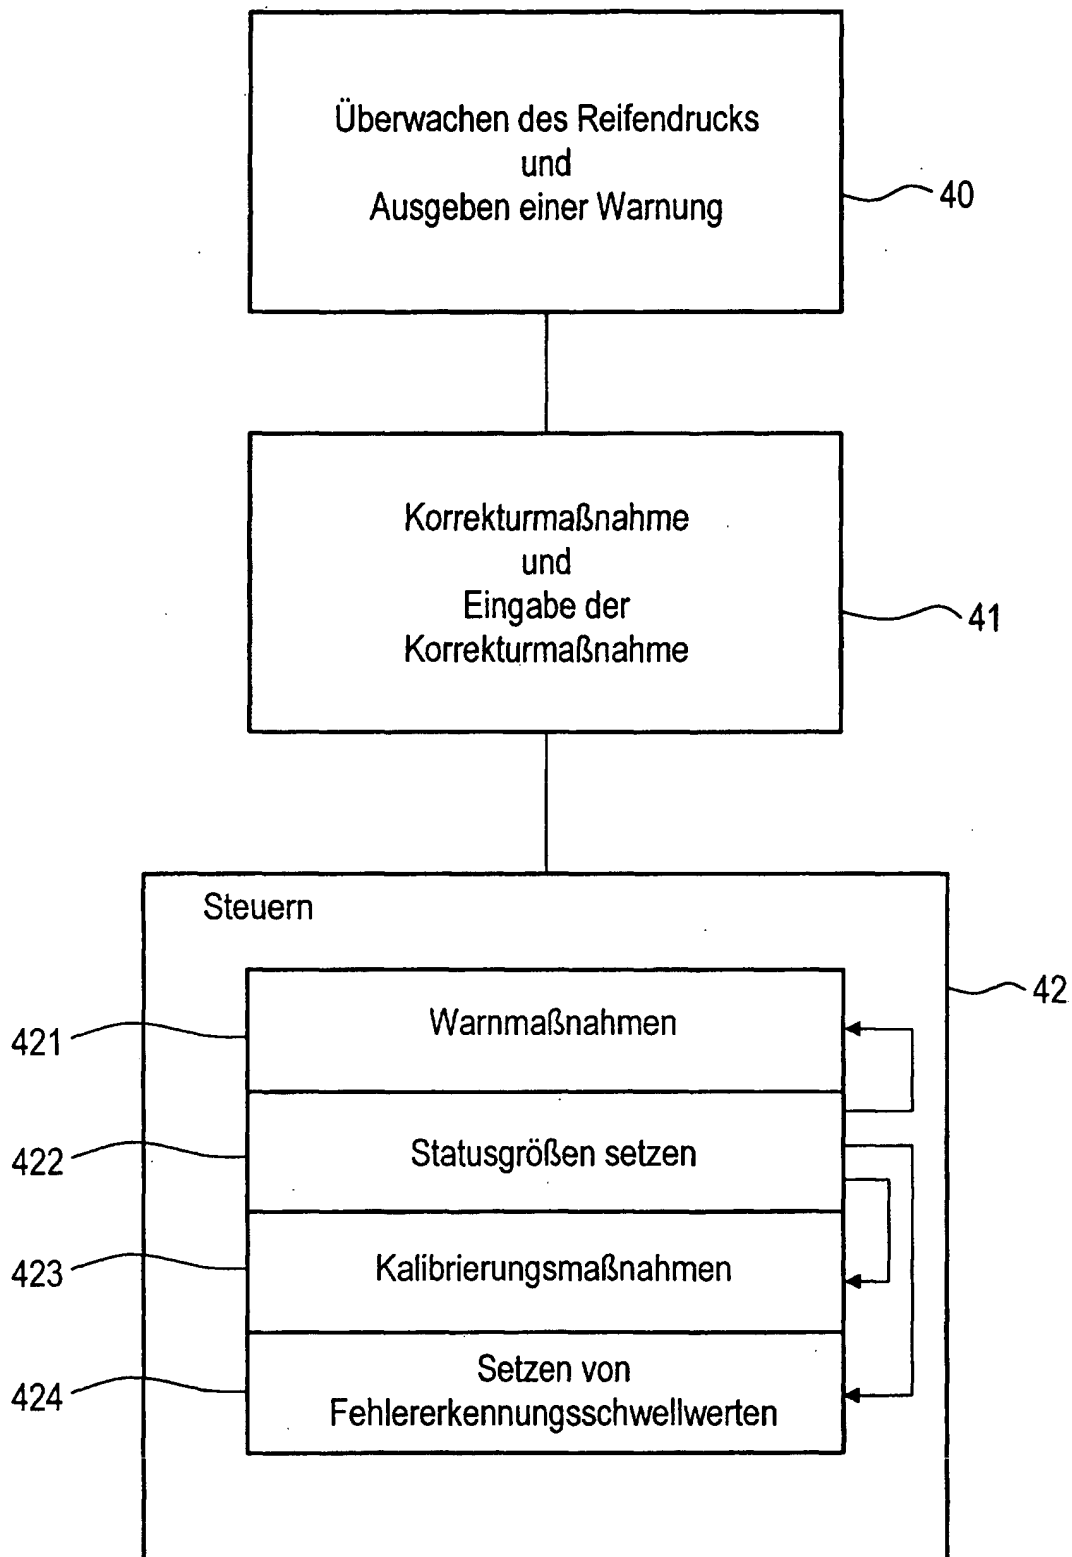 Überwachen des Reifendrucks
und
Ausgeben einer Warnung
40
Korrekturmaßnahme
und
Eingabe der
Korrekturmaßnahme
41
Steuern
42
Warnmaßnahmen
421
Statusgrößen setzen
422
Kalibrierungsmaßnahmen
423
Setzen von
Fehlererkennungsschwellwerten
424